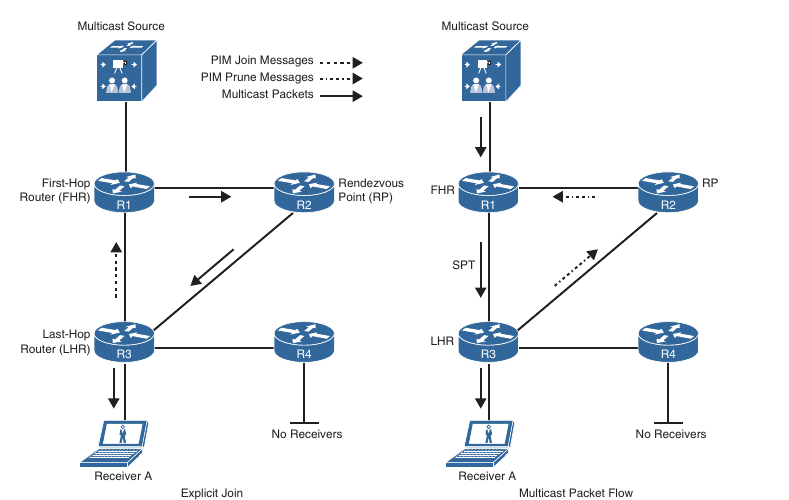 Multicast Source
PIM Join Messages
PIM Prune Messages
Multicast Packets
First-Hop
Router (FHR)
R1
R2
Rendezvous
Point (RP)
Last-Hop
Router (LHR)
R3
R4
No Receivers
Receiver A
Explicit Join
Multicast Source
FHR
R1
R2
RP
SPT
LHR
R3
R4
No Receivers
Receiver A
Multicast Packet Flow